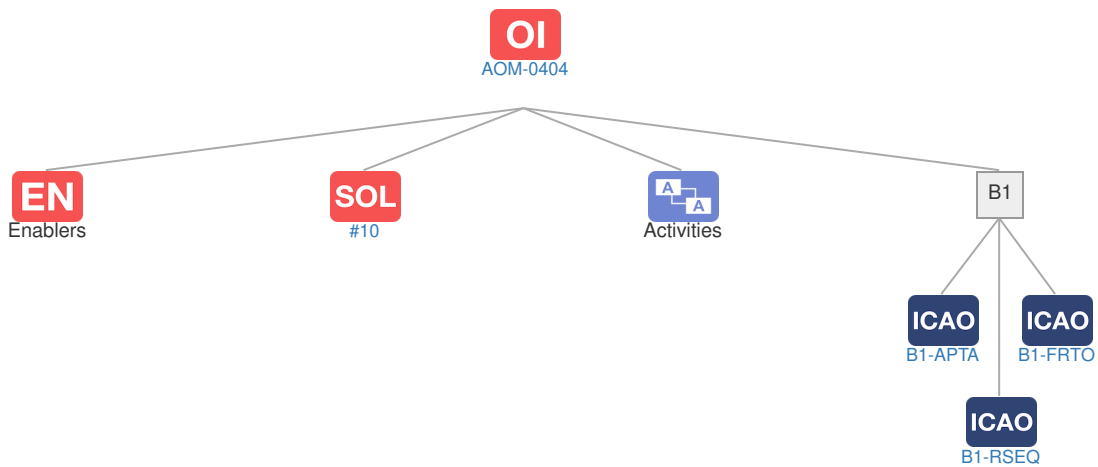 OI
AOM-0404
EN
Enablers
SOL
#10
A
A
Activities
B1
ICAO
B1-APTA
ICAO
B1-FRTO
ICAO
B1-RSEQ